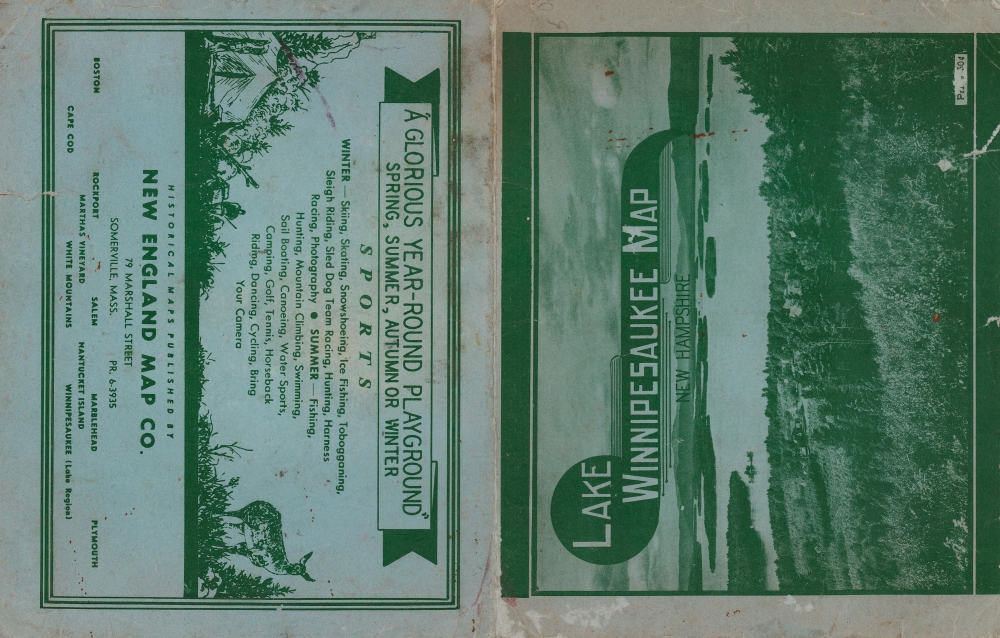 "A GLORIOUS YEAR-ROUND PLAYGROUND"
SPRING, SUMMER, AUTUMN OR WINTER
SPORTS
WINTER — Skiing, Skating, Snowshoeing, Ice Fishing, Tobogganing,
Sleigh Riding, Sled Dog Team Racing, Hunting, Harness
Racing, Photography ● SUMMER — Fishing,
Hunting, Mountain Climbing, Swimming,
Sail Boating, Canoeing, Water Sports,
Camping, Golf, Tennis, Horseback
Riding, Dancing, Cycling, Bring
Your Camera
HISTORICAL MAPS PUBLISHED BY
NEW ENGLAND MAP CO.
79 MARSHALL STREET
SOMERVILLE, MASS. PR. 6-3935
BOSTON ROCKPORT SALEM MARBLEHEAD PLYMOUTH
CAPE COD MARTHAS VINEYARD NANTUCKET ISLAND
WHITE MOUNTAINS WINNIPESAUKEE (Lake Region)
LAKE
WINNIPESAUKEE MAP
NEW HAMPSHIRE
50¢